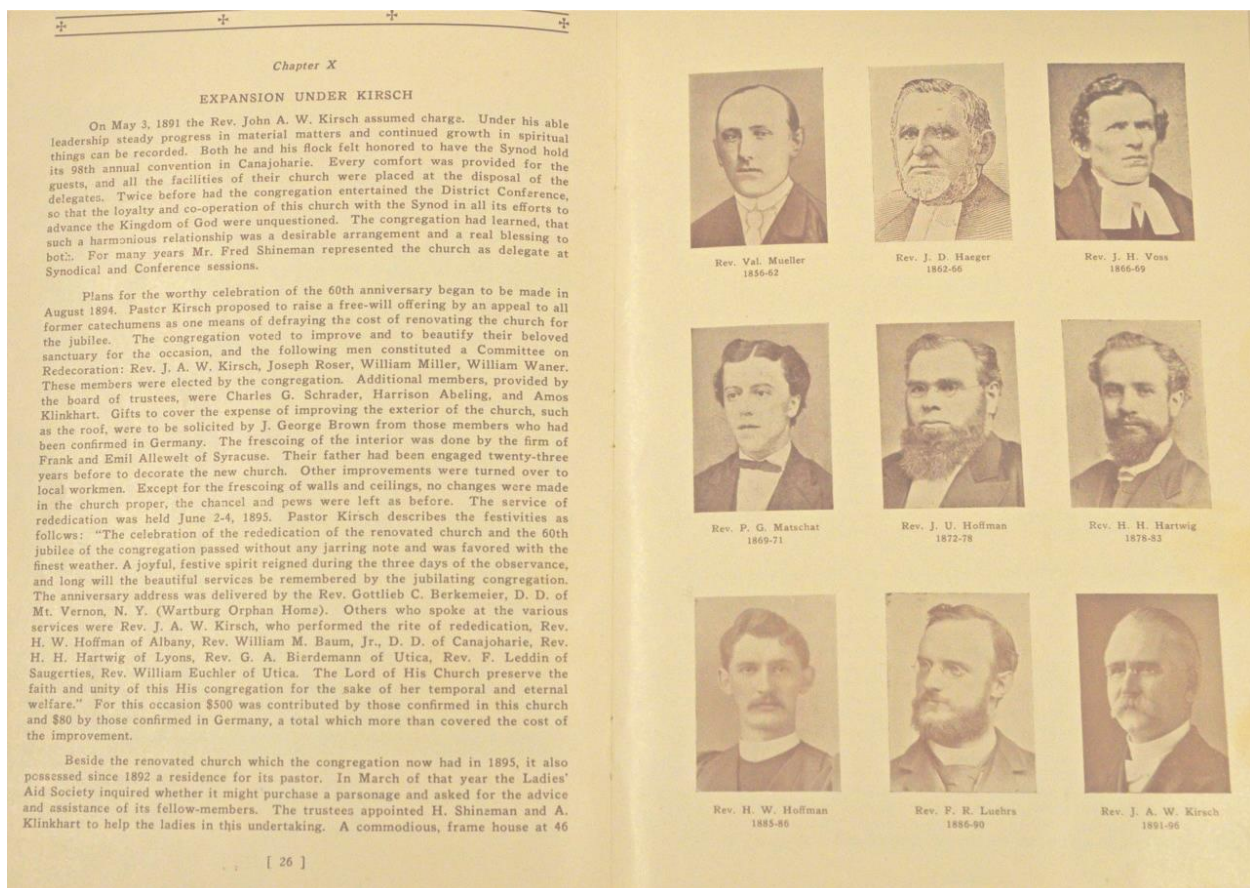 Chapter X
EXPANSION UNDER KIRSCH
On May 3, 1891 the Rev. John A. W. Kirsch assumed charge. Under his able
leadership steady progress in material matters and continued growth in spiritual
things can be recorded. Both he and his flock felt honored to have the Synod hold
its 98th annual convention in Canajoharie. Every comfort was provided for the
guests, and all the facilities of their church were placed at the disposal of the
delegates. Twice before had the congregation entertained the District Conference,
so that the loyalty and co-operation of this church with the Synod in all its efforts to
advance the Kingdom of God were unquestioned. The congregation had learned, that
such a harmonious relationship was a desirable arrangement and a real blessing to
both. For many years Mr. Fred Shineman represented the church as delegate at
Synodical and Conference sessions.
Plans for the worthy celebration of the 60th anniversary began to be made in
August 1894. Pastor Kirsch proposed to raise a free-will offering by an appeal to all
former catechumens as one means of defraying the cost of renovating the church for
the jubilee. The congregation voted to improve and to beautify their beloved
sanctuary for the occasion, and the following men constituted a Committee on
Redecoration: Rev. J. A. W. Kirsch, Joseph Roser, William Miller, William Waner.
These members were elected by the congregation. Additional members, provided by
the board of trustees, were Charles G. Schrader, Harrison Abeling, and Amos
Klinkhart. Gifts to cover the expense of improving the exterior of the church, such
as the roof, were to be solicited by J. George Brown from those members who had
been confirmed in Germany. The frescoing of the interior was done by the firm of
Frank and Emil Allewelt of Syracuse. Their father had been engaged twenty-three
years before to decorate the new church. Other improvements were turned over to
local workmen. Except for the frescoing of walls and ceilings, no changes were made
in the church proper, the chancel and pews were left as before. The service of
rededication was held June 2-4, 1895. Pastor Kirsch describes the festivities as
follows: "The celebration of the rededication of the renovated church and the 60th
jubilee of the congregation passed without any jarring note and was favored with the
finest weather. A joyful, festive spirit reigned during the three days of the observance,
and long will the beautiful services be remembered by the jubilating congregation.
The anniversary address was delivered by the Rev. Gottlieb C. Berkemeier, D. D. of
Mt. Vernon, N. Y. (Wartburg Orphan Home). Others who spoke at the various
services were Rev. J. A. W. Kirsch, who performed the rite of rededication, Rev.
H. W. Hoffman of Albany, Rev. William M. Baum, Jr., D. D. of Canajoharie, Rev.
H. H. Hartwig of Lyons, Rev. G. A. Bierdemann of Utica, Rev. F. Leddin of
Saugerties, Rev. William Euchler of Utica. The Lord of His Church preserve the
faith and unity of this His congregation for the sake of her temporal and eternal
welfare." For this occasion $500 was contributed by those confirmed in this church
and $80 by those confirmed in Germany, a total which more than covered the cost of
the improvement.
Beside the renovated church which the congregation now had in 1895, it also
possessed since 1892 a residence for its pastor. In March of that year the Ladies'
Aid Society inquired whether it might purchase a parsonage and asked for the advice
and assistance of its fellow-members. The trustees appointed H. Shineman and A.
Klinkhart to help the ladies in this undertaking. A commodious, frame house at 46
[ 26 ]
Rev. Val. Mueller
1856-62
Rev. J. D. Haeger
1862-66
Rev. J. H. Voss
1866-69
Rev. P. G. Matschat
1869-71
Rev. J. U. Hoffman
1872-78
Rev. H. H. Hartwig
1878-83
Rev. H. W. Hoffman
1885-86
Rev. F. R. Luehrs
1886-90
Rev. J. A. W. Kirsch
1891-96